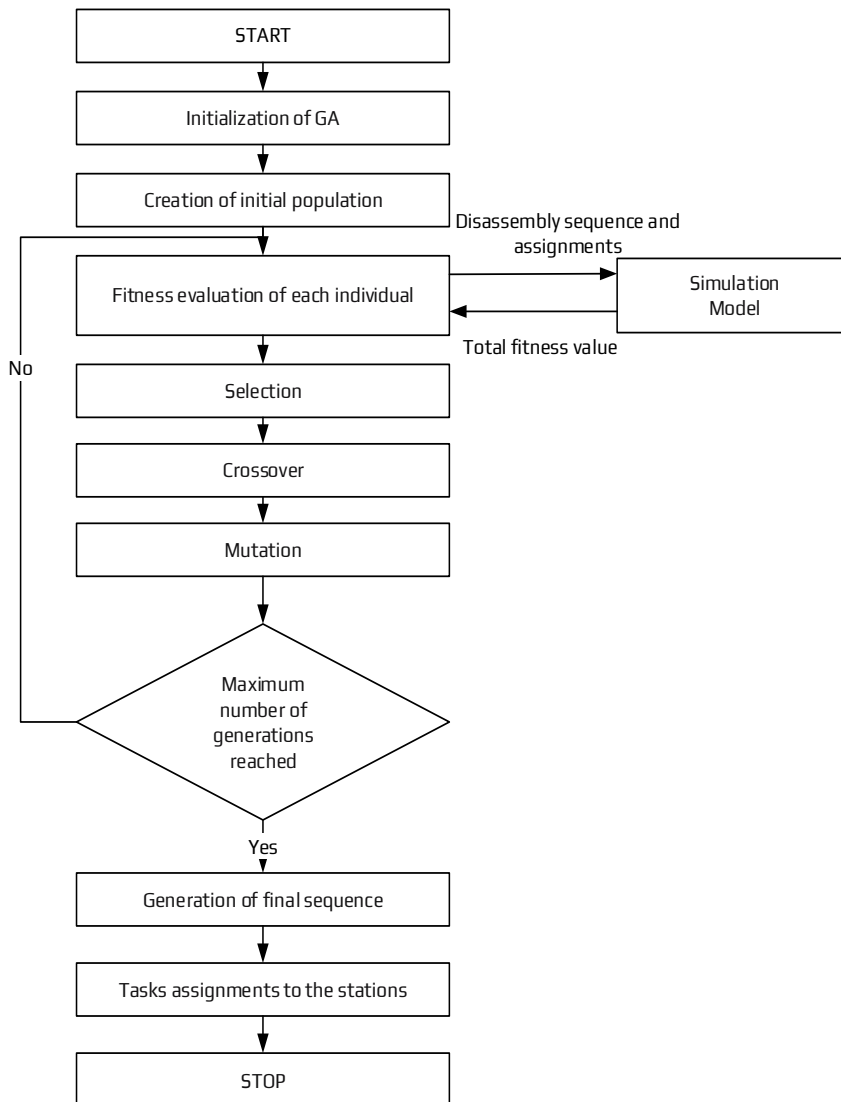 START
Initialization of GA
Creation of initial population
Disassembly sequence and
assignments
Fitness evaluation of each individual
Simulation
Model
Total fitness value
No
Selection
Crossover
Mutation
Maximum
number of
generations
reached
Yes
Generation of final sequence
Tasks assignments to the stations
STOP